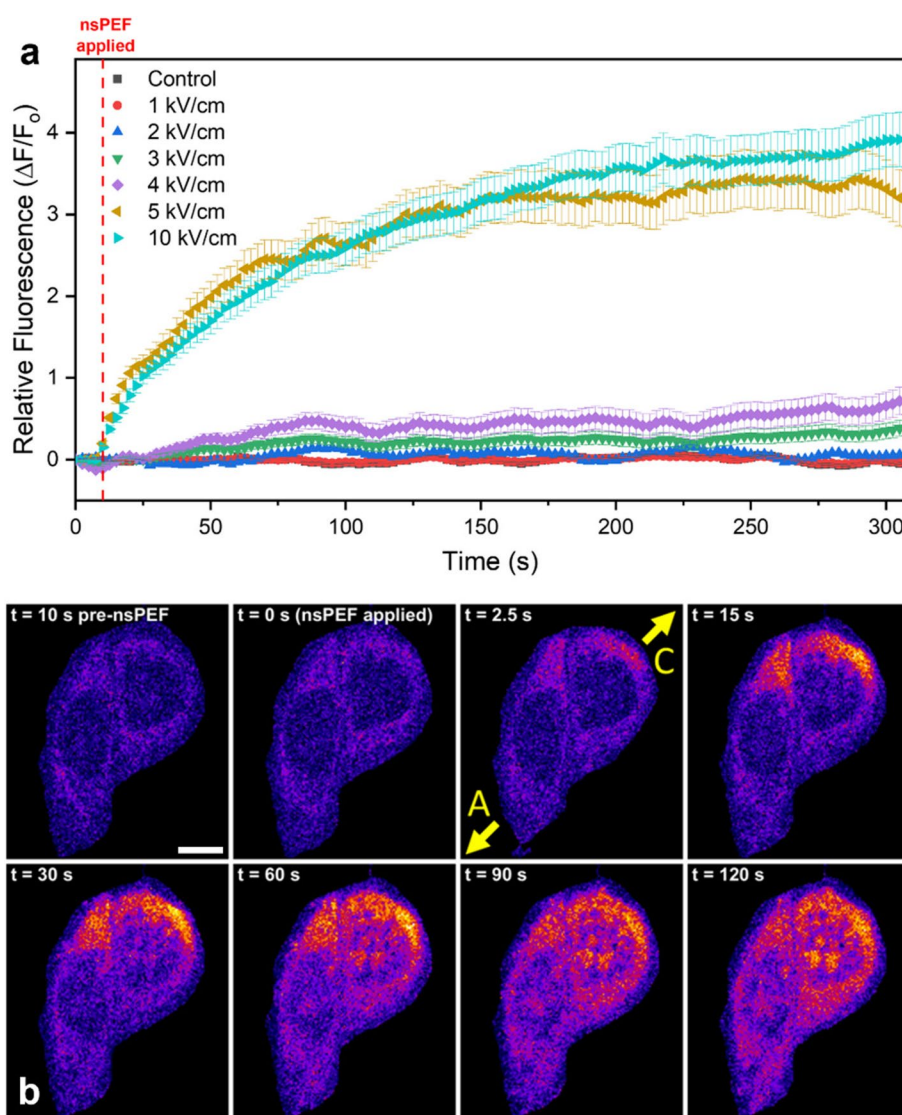 nsPEF
applied
a
Control
1 kV/cm
2 kV/cm
3 kV/cm
4 kV/cm
5 kV/cm
10 kV/cm
Relative Fluorescence (ΔF/Fo)
4
3
2
1
0
0 50 100 150 200 250 300
Time (s)
t = 10 s pre-nsPEF t = 0 s (nsPEF applied) t = 2.5 s t = 15 s
C
A
t = 30 s t = 60 s t = 90 s t = 120 s
b